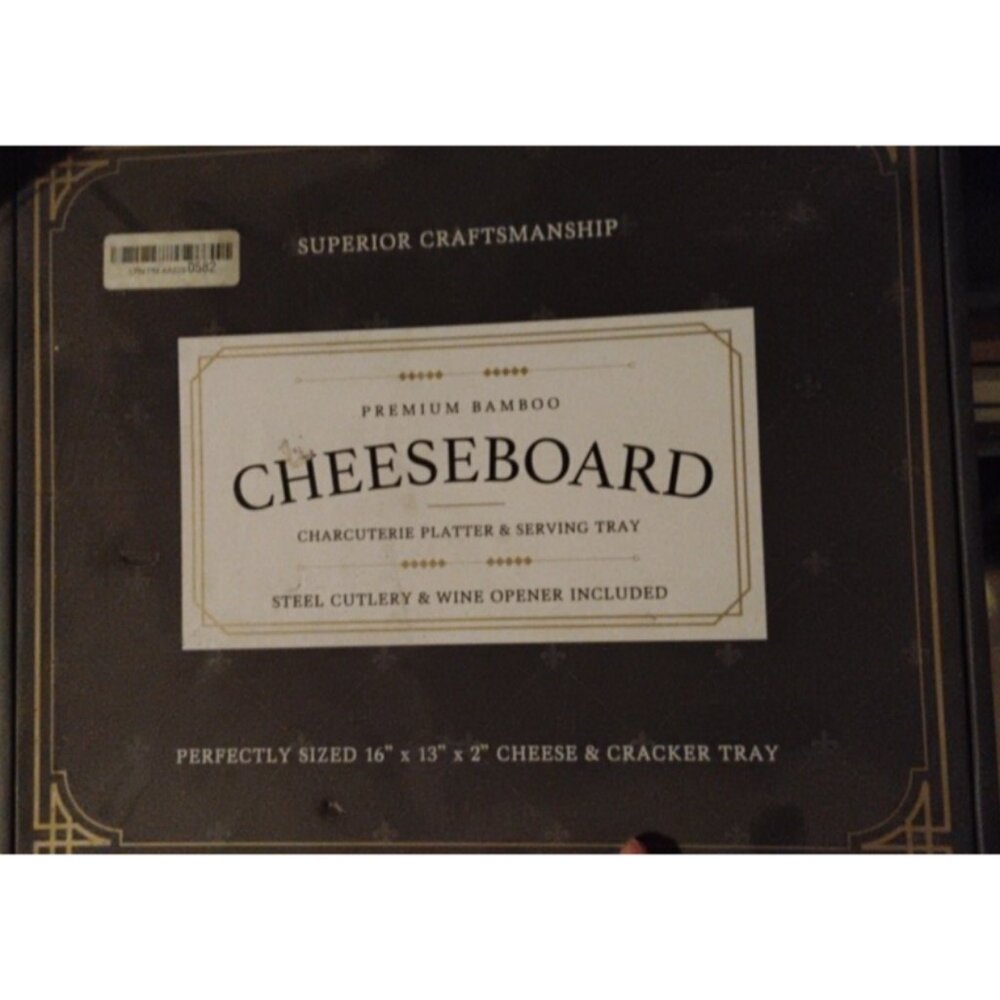 SUPERIOR CRAFTSMANSHIP
0582
PREMIUM BAMBOO
CHEESEBOARD
CHARCUTERIE PLATTER & SERVING TRAY
STEEL CUTLERY & WINE OPENER INCLUDED
PERFECTLY SIZED 16" x 13" x 2" CHEESE & CRACKER TRAY